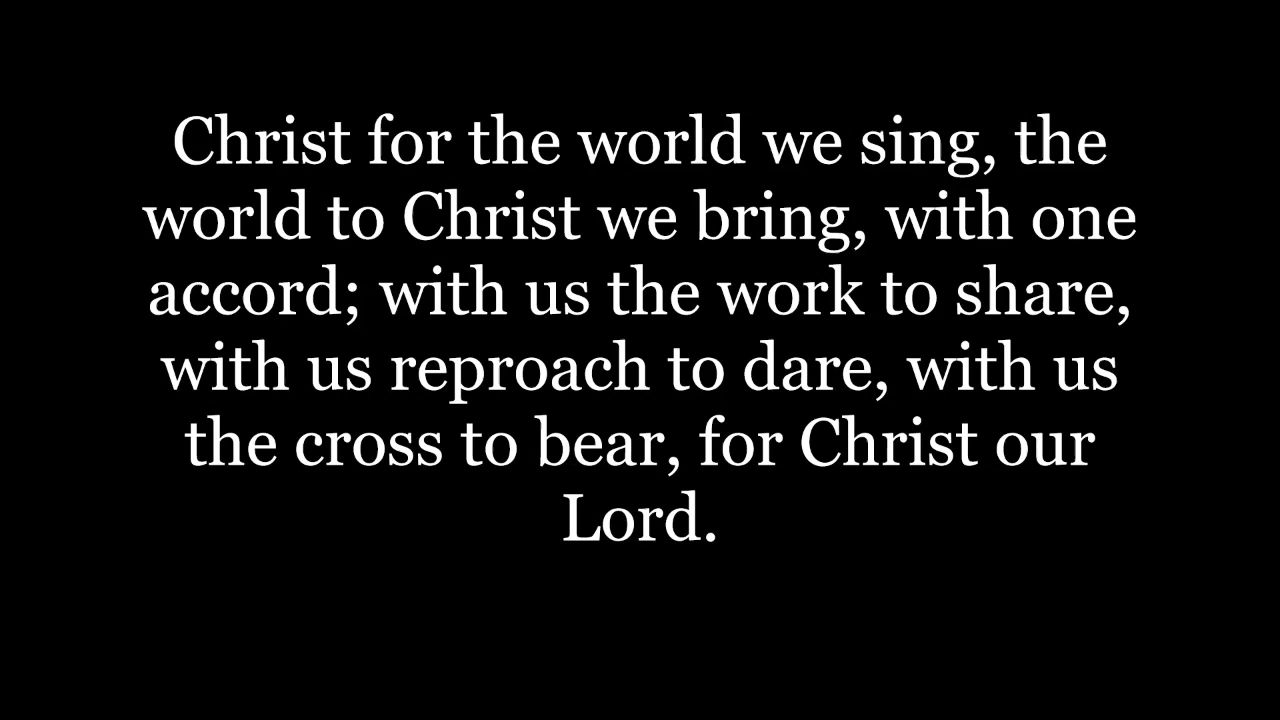 Christ for the world we sing, the
world to Christ we bring, with one
accord; with us the work to share,
with us reproach to dare, with us
the cross to bear, for Christ our
Lord.